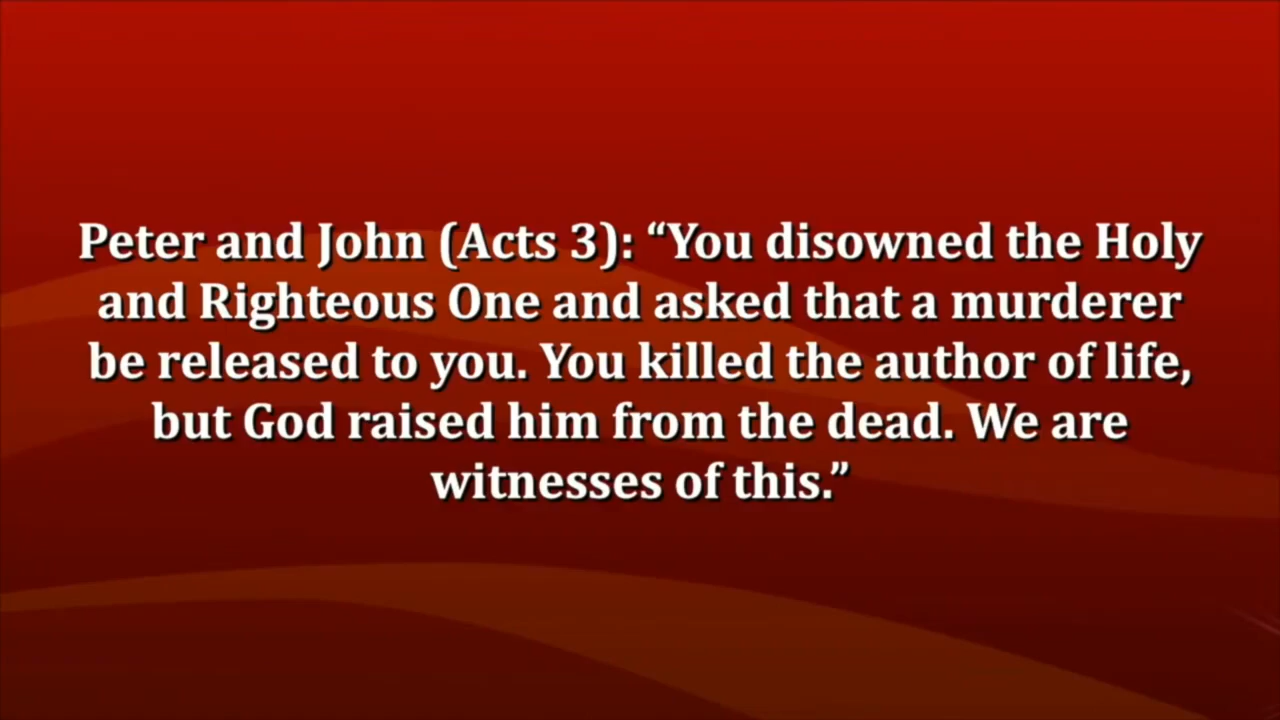 Peter and John (Acts 3): “You disowned the Holy
and Righteous One and asked that a murderer
be released to you. You killed the author of life,
but God raised him from the dead. We are
witnesses of this.”